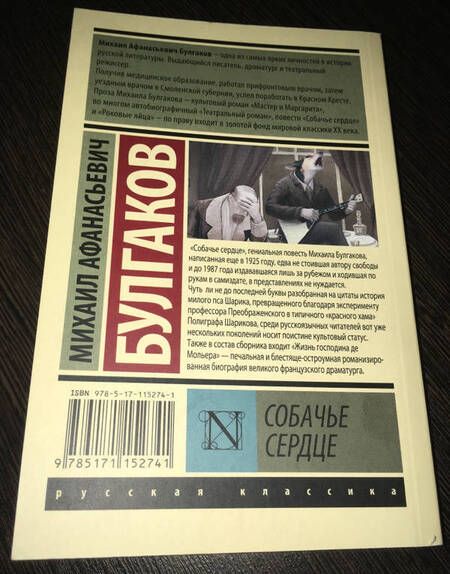 Михаил Афанасьевич Булгаков – одна из самых ярких личностей в истории
русской литературы. Выдающийся писатель, драматург и театральный
режиссер.
Получив медицинское образование, работал прифронтовым врачом, затем
уездным врачом в Смоленской губернии, успел поработать в Красном Кресте.
Проза Михаила Булгакова – культовый роман «Мастер и Маргарита»,
во многом автобиографичный «Театральный роман», повести «Собачье сердце»
и «Роковые яйца» – по праву входит в золотой фонд мировой классики XX века.
МИХАИЛ АФАНАСЬЕВИЧ
БУЛГАКОВ
«Собачье сердце», гениальная повесть Михаила Булгакова,
написанная еще в 1925 году, едва не стоившая автору свободы
и до 1987 года издававшаяся лишь за рубежом и ходившая по
рукам в самиздате, в представлениях не нуждается.
Чуть ли не до последней буквы разобранная на цитаты история
милого пса Шарика, превращенного благодаря эксперименту
профессора Преображенского в типичного «красного хама»
Полиграфа Шарикова, среди русскоязычных читателей вот уже
несколько поколений носит поистине культовый статус.
Также в состав сборника входит «Жизнь господина де
Мольера» — печальная и блестяще-остроумная романизиро-
ванная биография великого французского драматурга.
ISBN 978-5-17-115274-1
9 785171 152741
N
СОБАЧЬЕ
СЕРДЦЕ
русская классика